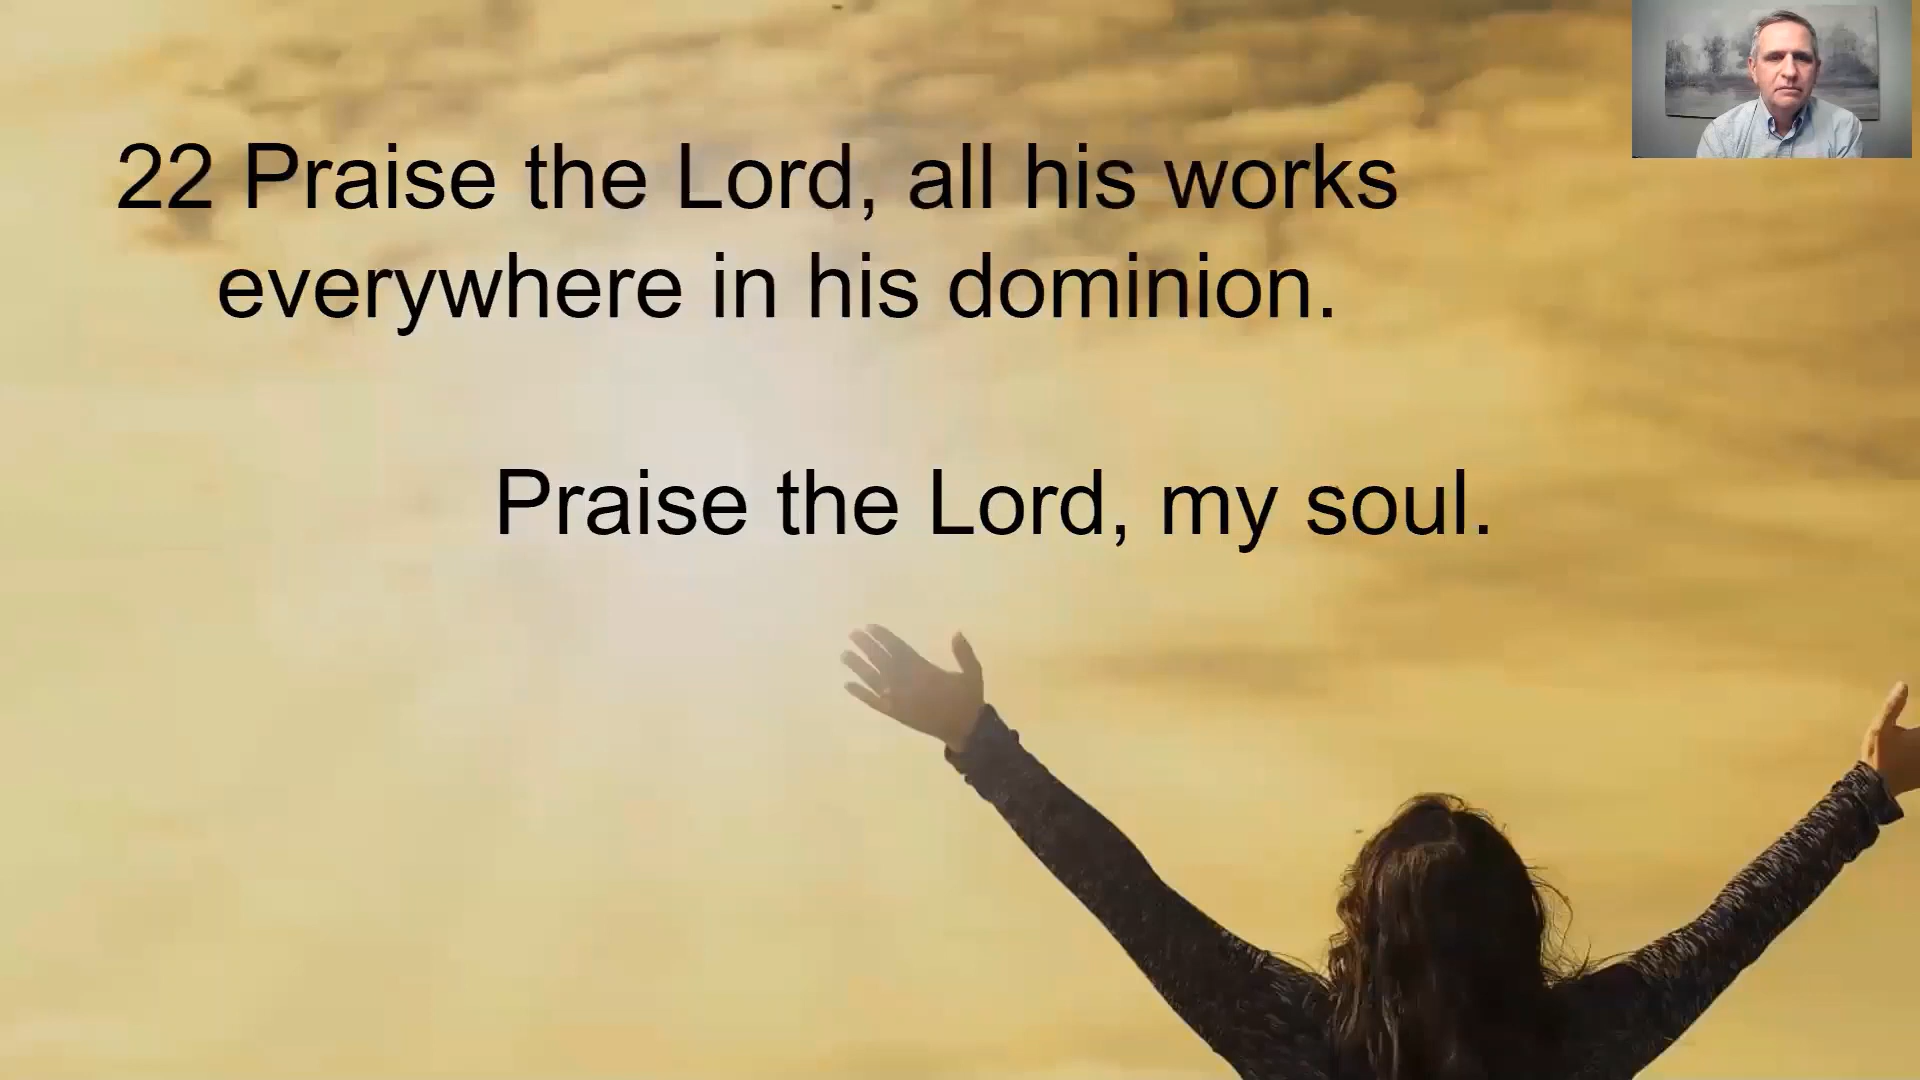 22 Praise the Lord, all his works
everywhere in his dominion.
Praise the Lord, my soul.